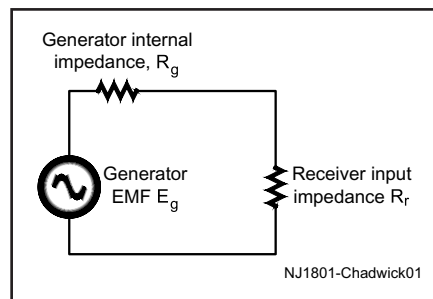 Generator internal
impedance, Rg
Generator
EMF Eg
Receiver input
impedance Rr
NJ1801-Chadwick01